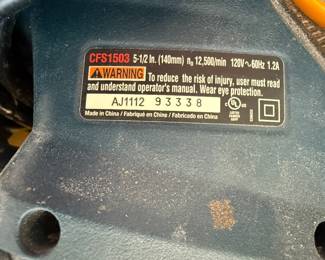 CFS1503 5-1/2 In. (140mm) n₀ 12,500/min 120V~60Hz 1.2A
WARNING To reduce the risk of injury, user must read
and understand operator's manual. Wear eye protection.
AJ1112 93338
Made in China / Fabriqué en Chine / Fabricado en China